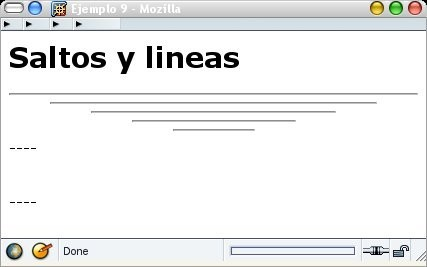 Ejemplo 9 - Mozilla
Saltos y lineas
----
----
Done